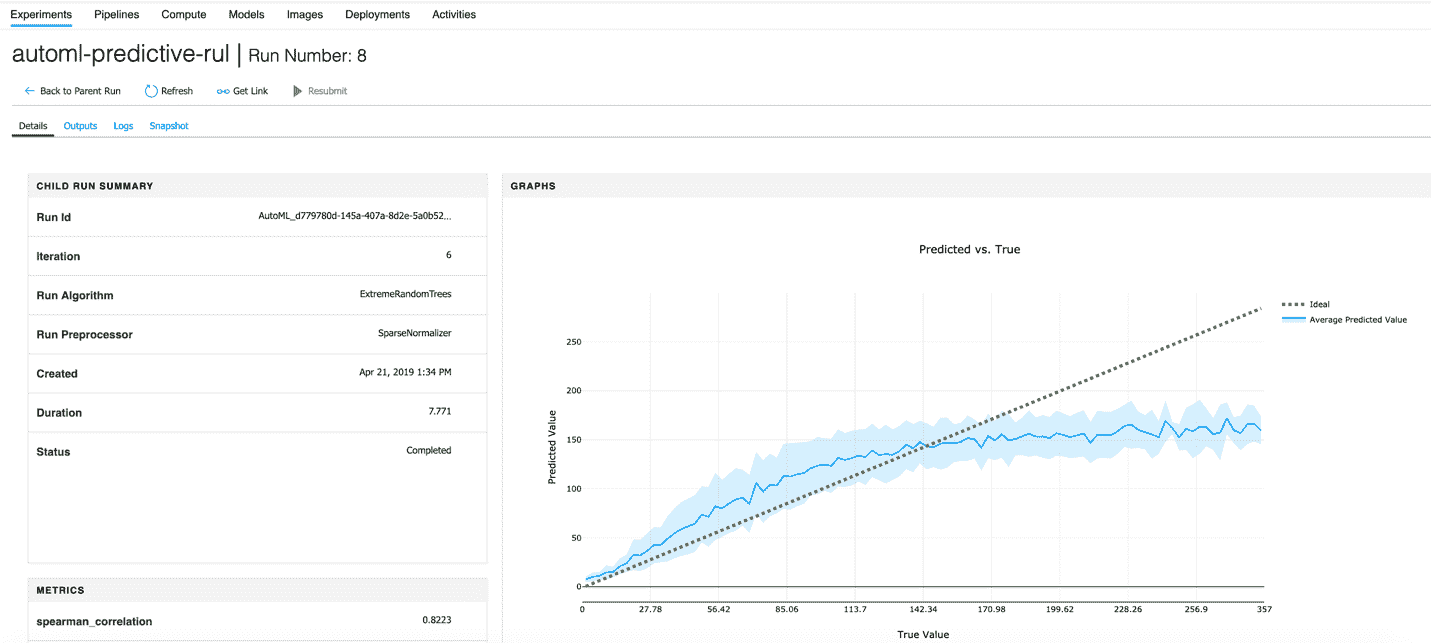 Experiments Pipelines Compute Models Images Deployments Activities
automl-predictive-rul | Run Number: 8
Back to Parent Run Refresh Get Link Resubmit
Details Outputs Logs Snapshot
CHILD RUN SUMMARY
Run Id AutoML_d779780d-145a-407a-8d2e-5a0b52...
Iteration 6
Run Algorithm ExtremeRandomTrees
Run Preprocessor SparseNormalizer
Created Apr 21, 2019 1:34 PM
Duration 7.771
Status Completed
METRICS
spearman_correlation 0.8223
GRAPHS
Predicted vs. True
Ideal
Average Predicted Value
Predicted Value
250
200
150
100
50
0
0 27.78 56.42 85.06 113.7 142.34 170.98 199.62 228.26 256.9 357
True Value